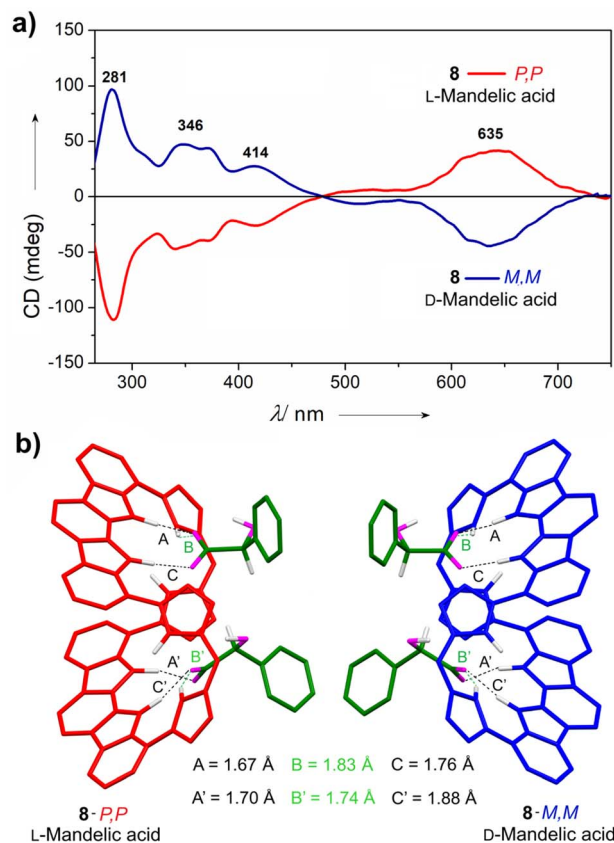 a)
150
100
50
0
-50
-100
-150
CD (mdeg)
281
346
414
635
8 P,P
L-Mandelic acid
8 M,M
D-Mandelic acid
300 400 500 600 700
λ/ nm
b)
A
B
C
A'
B'
C'
B
A
C
B'
A'
C'
A = 1.67 Å B = 1.83 Å C = 1.76 Å
A' = 1.70 Å B' = 1.74 Å C' = 1.88 Å
8-P,P
L-Mandelic acid
8-M,M
D-Mandelic acid